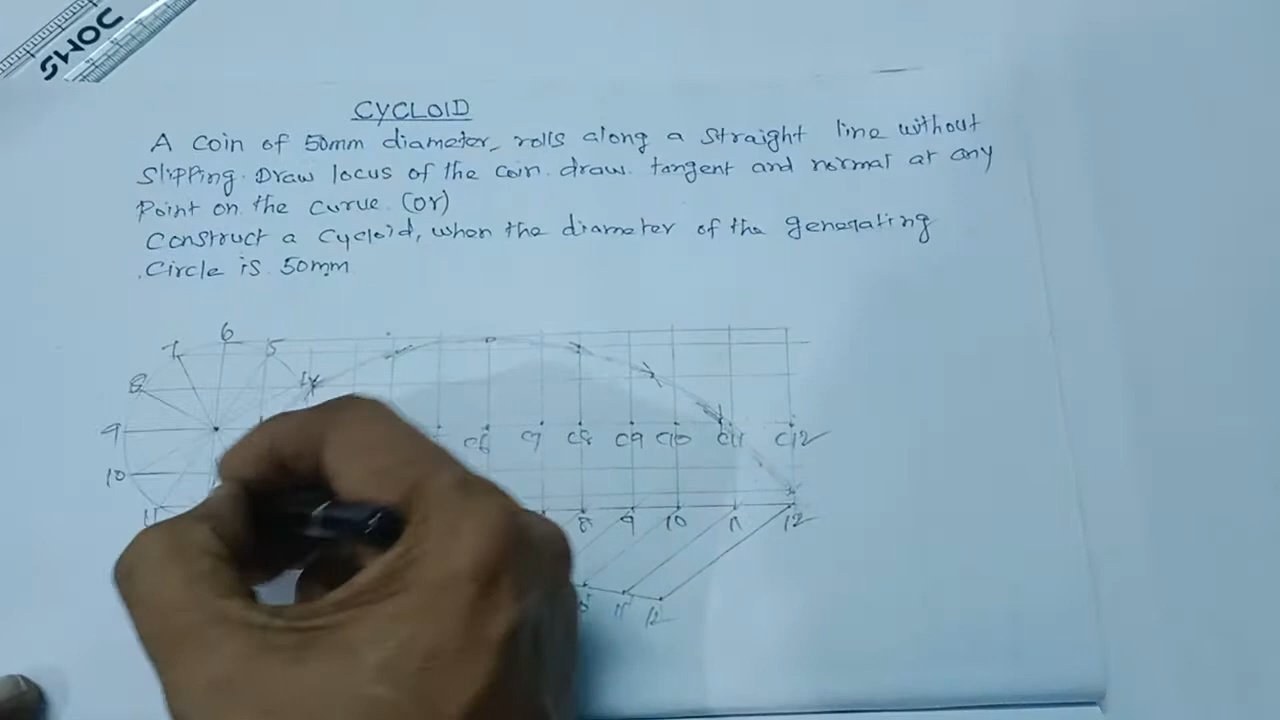 DOMS
CYCLOID
A Coin of 50mm diameter, rolls along a straight line without
Slipping. Draw locus of the coin. draw tangent and normal at any
Point on the curve. (or)
Construct a cycloid, when the diameter of the generating
Circle is 50mm
6
7 5
8
9 C6 C7 C8 C9 C10 C11 C12
10
11 8 9 10 11 12
11' 12'